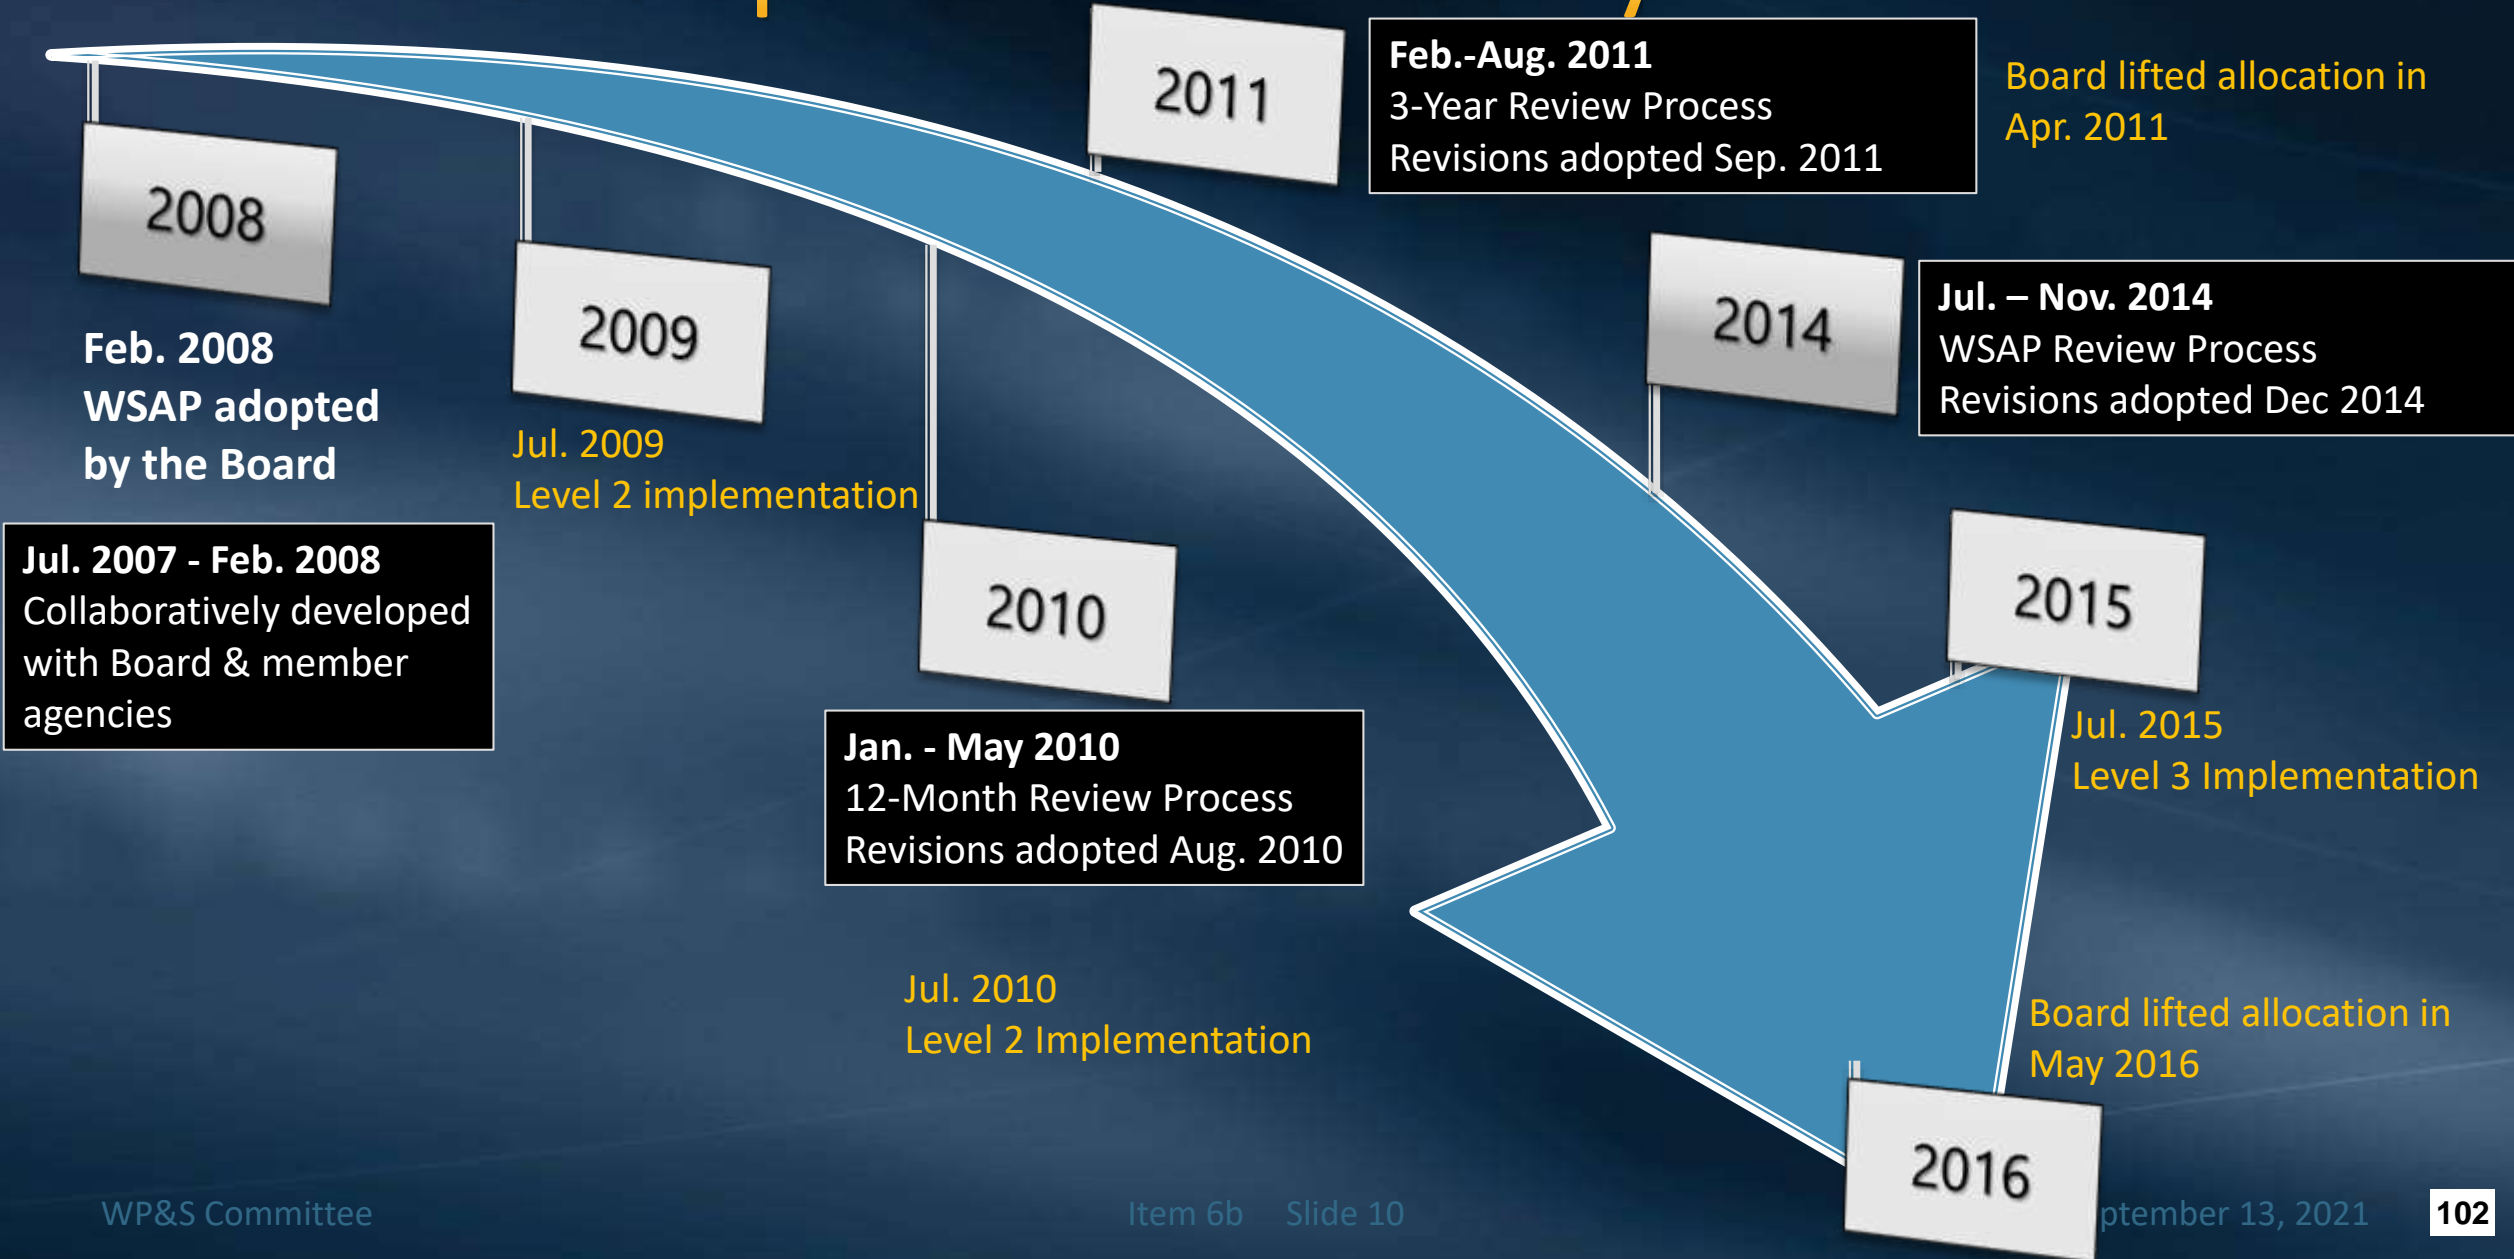 2008
Feb. 2008
WSAP adopted
by the Board
Jul. 2007 - Feb. 2008
Collaboratively developed
with Board & member
agencies
2009
Jul. 2009
Level 2 implementation
2010
Jan. - May 2010
12-Month Review Process
Revisions adopted Aug. 2010
Jul. 2010
Level 2 Implementation
2011
Feb.-Aug. 2011
3-Year Review Process
Revisions adopted Sep. 2011
Board lifted allocation in
Apr. 2011
2014
Jul. – Nov. 2014
WSAP Review Process
Revisions adopted Dec 2014
2015
Jul. 2015
Level 3 Implementation
Board lifted allocation in
May 2016
2016
WP&S Committee
Item 6b Slide 10
ptember 13, 2021
102